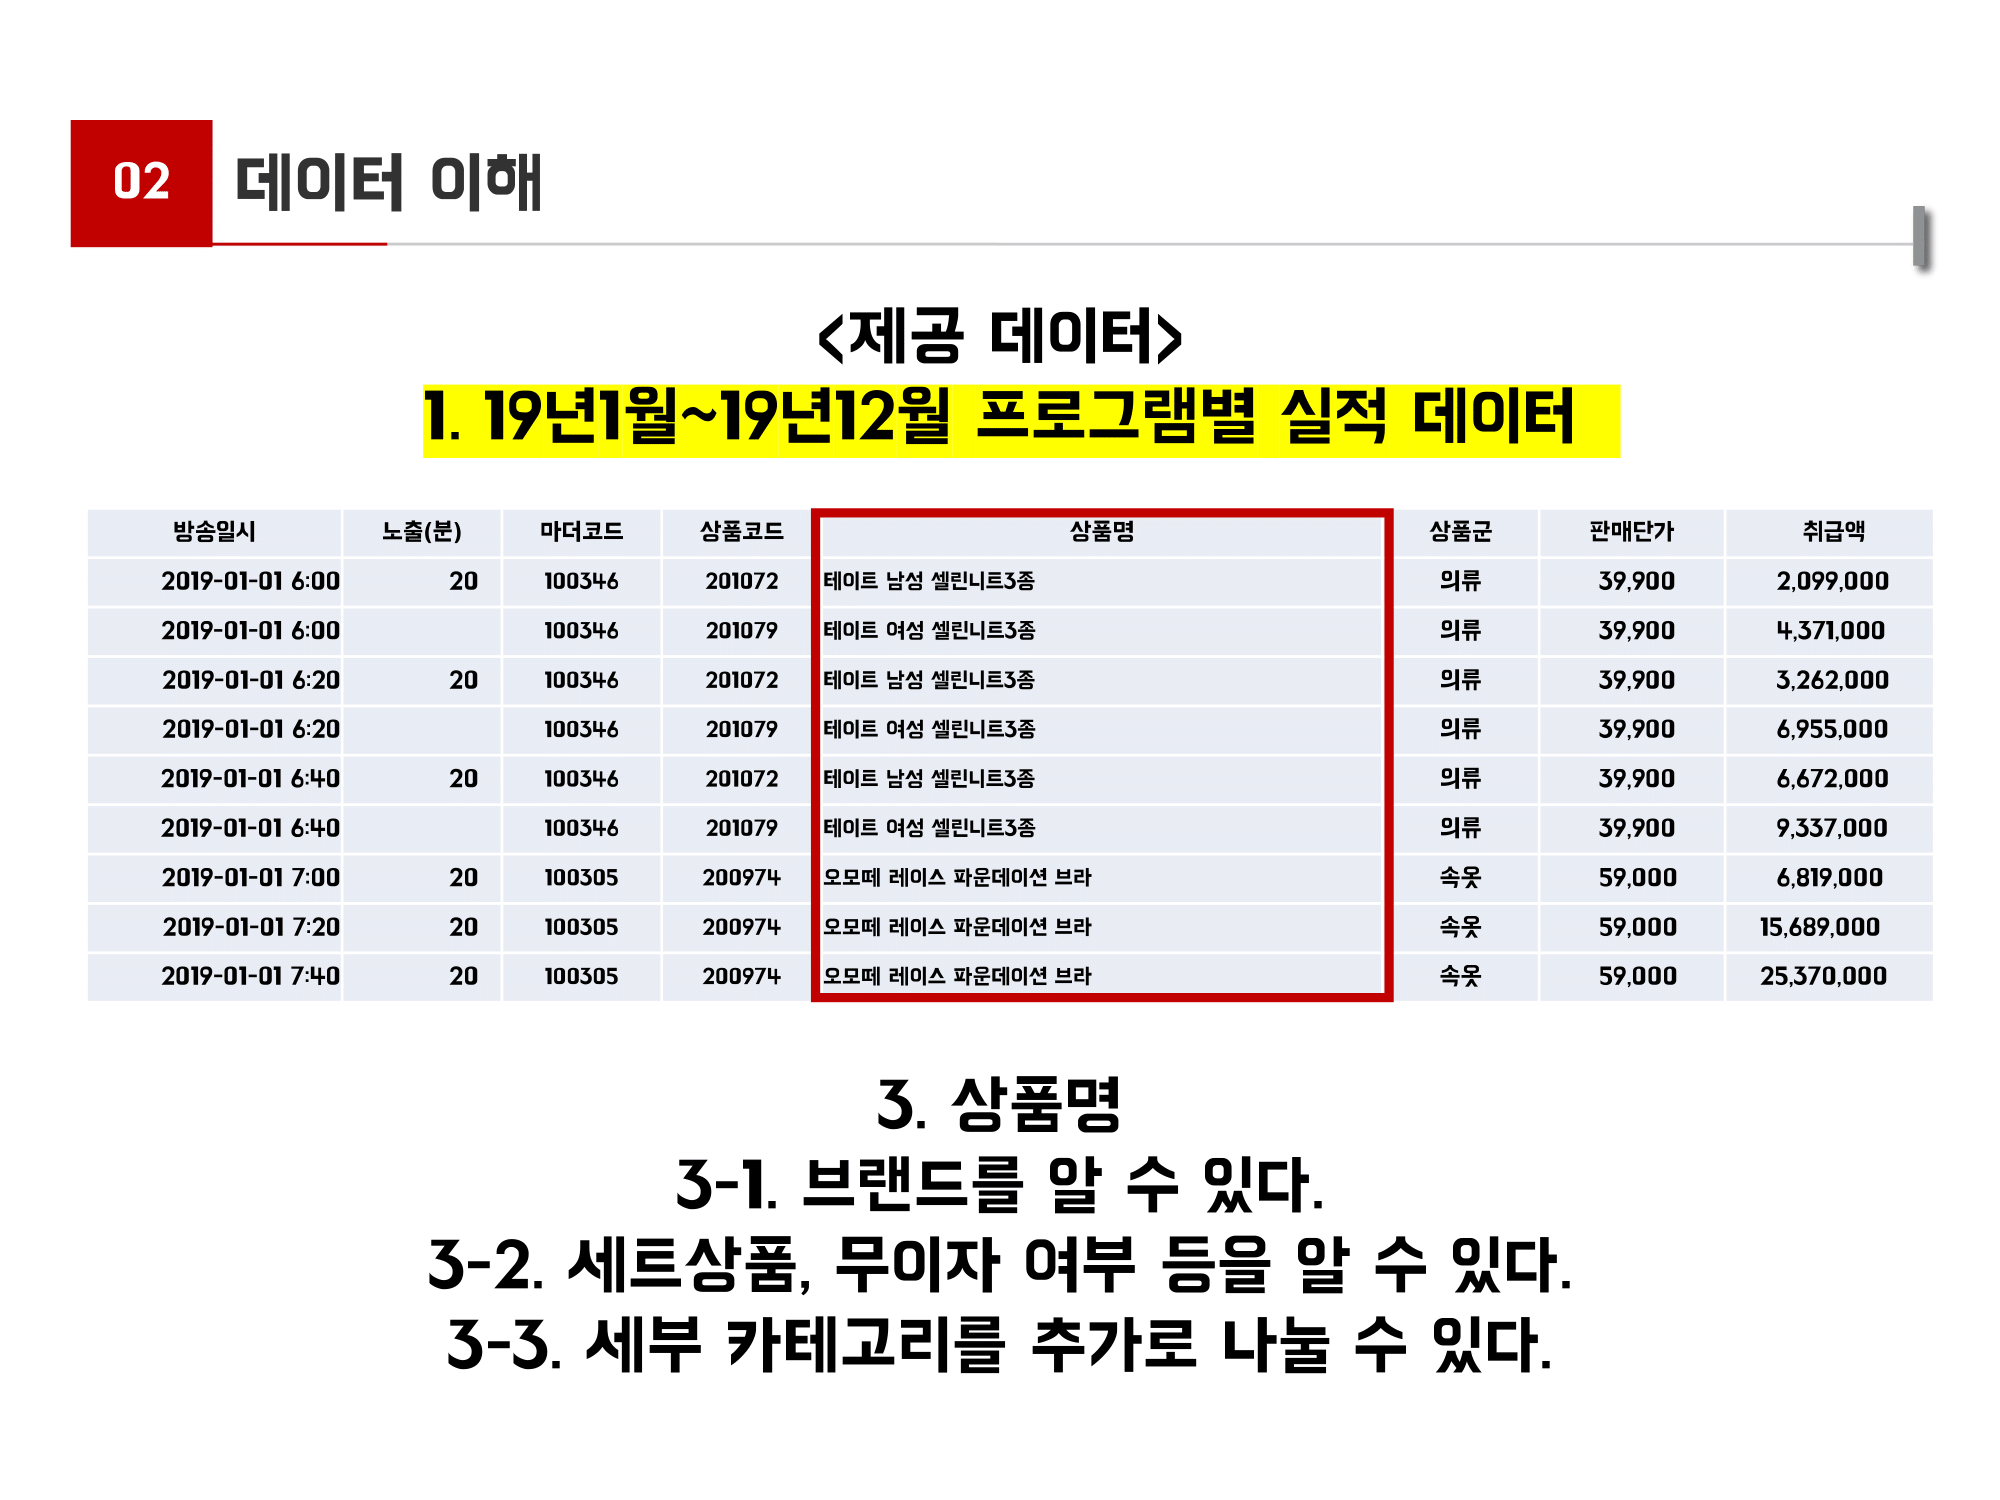 02 데이터 이해
<제공 데이터>
1. 19년1월~19년12월 프로그램별 실적 데이터
방송일시 노출(분) 마더코드 상품코드 상품명 상품군 판매단가 취급액
2019-01-01 6:00 20 100346 201072 테이트 남성 셀린니트3종 의류 39,900 2,099,000
2019-01-01 6:00 100346 201079 테이트 여성 셀린니트3종 의류 39,900 4,371,000
2019-01-01 6:20 20 100346 201072 테이트 남성 셀린니트3종 의류 39,900 3,262,000
2019-01-01 6:20 100346 201079 테이트 여성 셀린니트3종 의류 39,900 6,955,000
2019-01-01 6:40 20 100346 201072 테이트 남성 셀린니트3종 의류 39,900 6,672,000
2019-01-01 6:40 100346 201079 테이트 여성 셀린니트3종 의류 39,900 9,337,000
2019-01-01 7:00 20 100305 200974 오모떼 레이스 파운데이션 브라 속옷 59,000 6,819,000
2019-01-01 7:20 20 100305 200974 오모떼 레이스 파운데이션 브라 속옷 59,000 15,689,000
2019-01-01 7:40 20 100305 200974 오모떼 레이스 파운데이션 브라 속옷 59,000 25,370,000
3. 상품명
3-1. 브랜드를 알 수 있다.
3-2. 세트상품, 무이자 여부 등을 알 수 있다.
3-3. 세부 카테고리를 추가로 나눌 수 있다.